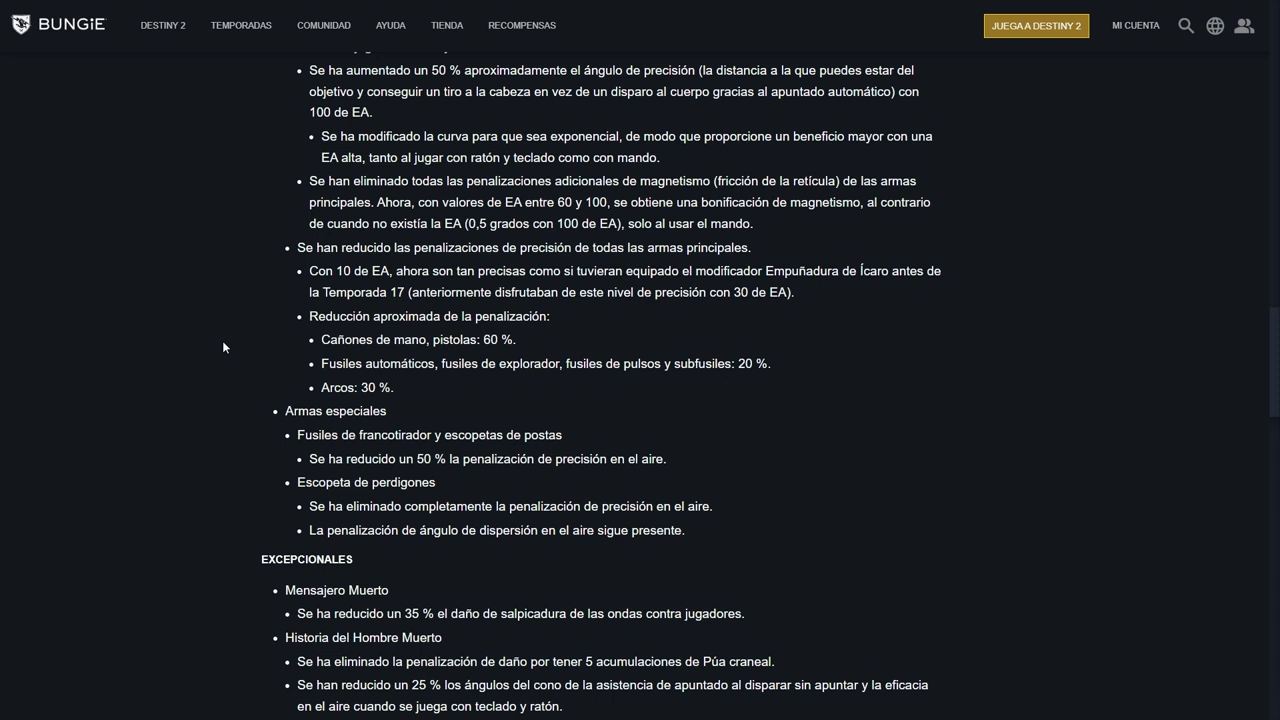 BUNGiE DESTINY 2 TEMPORADAS COMUNIDAD AYUDA TIENDA RECOMPENSAS JUEGA A DESTINY 2 MI CUENTA
• Se ha aumentado un 50 % aproximadamente el ángulo de precisión (la distancia a la que puedes estar del
objetivo y conseguir un tiro a la cabeza en vez de un disparo al cuerpo gracias al apuntado automático) con
100 de EA.
• Se ha modificado la curva para que sea exponencial, de modo que proporcione un beneficio mayor con una
EA alta, tanto al jugar con ratón y teclado como con mando.
• Se han eliminado todas las penalizaciones adicionales de magnetismo (fricción de la retícula) de las armas
principales. Ahora, con valores de EA entre 60 y 100, se obtiene una bonificación de magnetismo, al contrario
de cuando no existía la EA (0,5 grados con 100 de EA), solo al usar el mando.
• Se han reducido las penalizaciones de precisión de todas las armas principales.
• Con 10 de EA, ahora son tan precisas como si tuvieran equipado el modificador Empuñadura de Ícaro antes de
la Temporada 17 (anteriormente disfrutaban de este nivel de precisión con 30 de EA).
• Reducción aproximada de la penalización:
• Cañones de mano, pistolas: 60 %.
• Fusiles automáticos, fusiles de explorador, fusiles de pulsos y subfusiles: 20 %.
• Arcos: 30 %.
• Armas especiales
• Fusiles de francotirador y escopetas de postas
• Se ha reducido un 50 % la penalización de precisión en el aire.
• Escopeta de perdigones
• Se ha eliminado completamente la penalización de precisión en el aire.
• La penalización de ángulo de dispersión en el aire sigue presente.
EXCEPCIONALES
• Mensajero Muerto
• Se ha reducido un 35 % el daño de salpicadura de las ondas contra jugadores.
• Historia del Hombre Muerto
• Se ha eliminado la penalización de daño por tener 5 acumulaciones de Púa craneal.
• Se han reducido un 25 % los ángulos del cono de la asistencia de apuntado al disparar sin apuntar y la eficacia
en el aire cuando se juega con teclado y ratón.